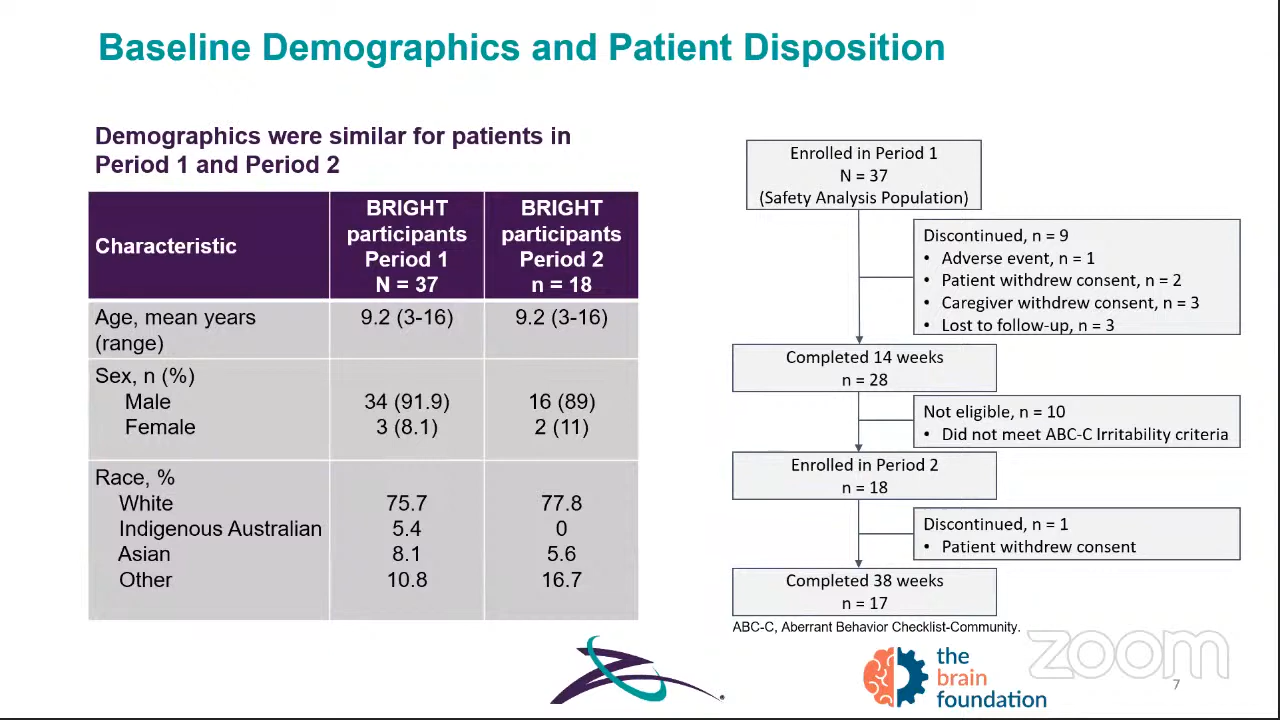 Baseline Demographics and Patient Disposition
Demographics were similar for patients in
Period 1 and Period 2
Characteristic
BRIGHT
participants
Period 1
N = 37
BRIGHT
participants
Period 2
n = 18
Age, mean years
(range)
9.2 (3-16)
9.2 (3-16)
Sex, n (%)
Male 34 (91.9) 16 (89)
Female 3 (8.1) 2 (11)
Race, %
White 75.7 77.8
Indigenous Australian 5.4 0
Asian 8.1 5.6
Other 10.8 16.7
Enrolled in Period 1
N = 37
(Safety Analysis Population)
Discontinued, n = 9
• Adverse event, n = 1
• Patient withdrew consent, n = 2
• Caregiver withdrew consent, n = 3
• Lost to follow-up, n = 3
Completed 14 weeks
n = 28
Not eligible, n = 10
• Did not meet ABC-C Irritability criteria
Enrolled in Period 2
n = 18
Discontinued, n = 1
• Patient withdrew consent
Completed 38 weeks
n = 17
ABC-C, Aberrant Behavior Checklist-Community.
the
brain
foundation
zoom
7